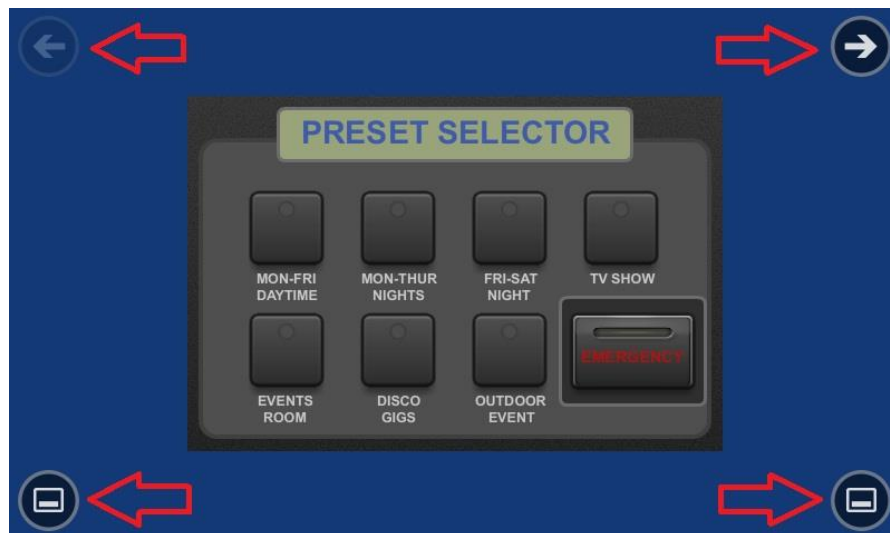 PRESET SELECTOR
MON-FRI
DAYTIME
MON-THUR
NIGHTS
FRI-SAT
NIGHT
TV SHOW
EVENTS
ROOM
DISCO
GIGS
OUTDOOR
EVENT
EMERGENCY